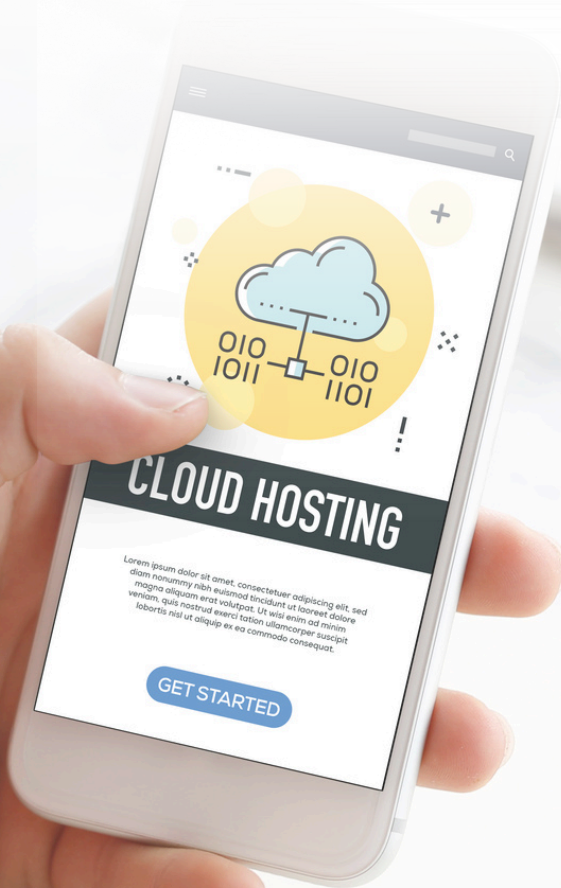 010 010
1011 1101
CLOUD HOSTING
Lorem ipsum dolor sit amet, consectetuer adipiscing elit, sed
diam nonummy nibh euismod tincidunt ut laoreet dolore
magna aliquam erat volutpat. Ut wisi enim ad minim
veniam, quis nostrud exerci tation ullamcorper suscipit
lobortis nisl ut aliquip ex ea commodo consequat.
GET STARTED